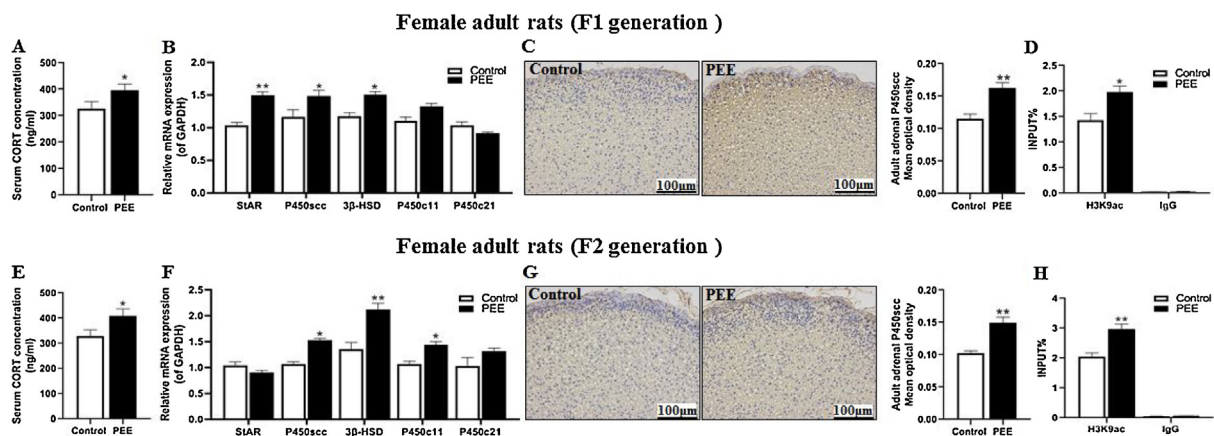 Female adult rats (F1 generation )
A
Serum CORT concentration
(ng/ml)
500
400
300
200
100
0
*
Control PEE
B
Relative mRNA expression
(of GAPDH)
2.0
1.5
1.0
0.5
0.0
** * *
Control
PEE
StAR P450scc 3β-HSD P450c11 P450c21
C
Control
100μm
PEE
100μm
Adult adrenal P450scc
Mean optical density
0.20
0.15
0.10
0.05
0.00
**
Control PEE
D
INPUT%
2.5
2.0
1.5
1.0
0.5
0.0
*
Control
PEE
H3K9ac IgG
Female adult rats (F2 generation )
E
Serum CORT concentration
(ng/ml)
500
400
300
200
100
0
*
Control PEE
F
Relative mRNA expression
(of GAPDH)
2.5
2.0
1.5
1.0
0.5
0.0
* ** *
Control
PEE
StAR P450scc 3β-HSD P450c11 P450c21
G
Control
100μm
PEE
100μm
Adult adrenal P450scc
Mean optical density
0.20
0.15
0.10
0.05
0.00
**
Control PEE
H
INPUT%
4
3
2
1
0
**
Control
PEE
H3K9ac IgG